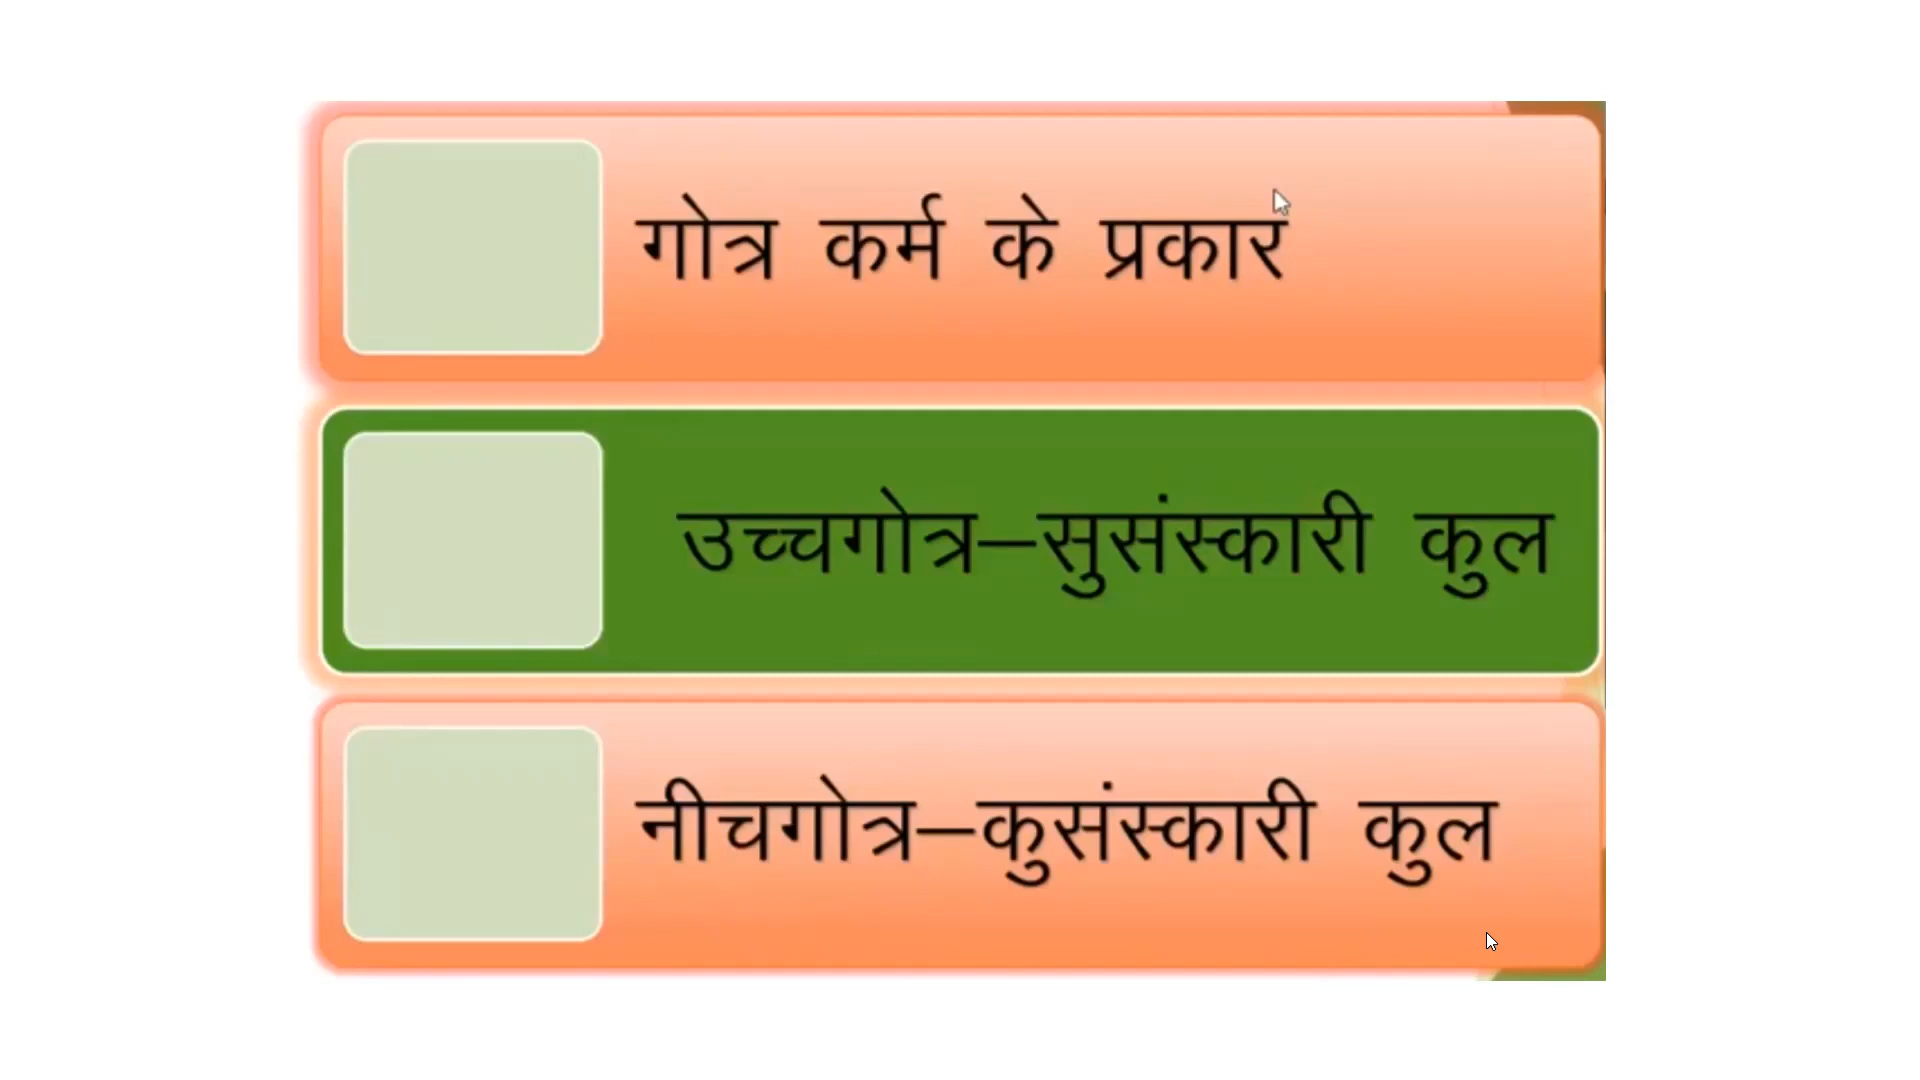 गोत्र कर्म के प्रकार
उच्चगोत्र–सुसंस्कारी कुल
नीचगोत्र–कुसंस्कारी कुल